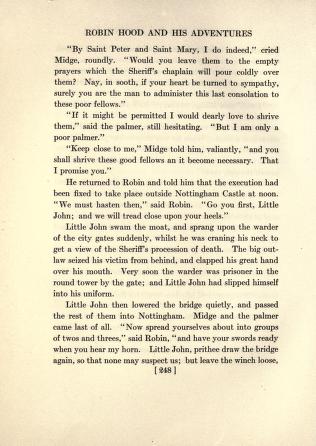 ROBIN HOOD AND HIS ADVENTURES
"By Saint Peter and Saint Mary, I do indeed," cried
Midge, roundly. "Would you leave them to the empty
prayers which the Sheriff's chaplain will pour coldly over
them? Nay, in sooth, if your heart be turned to sympathy,
surely you are the man to administer this last consolation to
these poor fellows."
"If it might be permitted I would dearly love to shrive
them," said the palmer, still hesitating. "But I am only a
poor palmer."
"Keep close to me," Midge told him, valiantly, "and you
shall shrive these good fellows an it become necessary. That
I promise you."
He returned to Robin and told him that the execution had
been fixed to take place outside Nottingham Castle at noon.
"We must hasten then," said Robin. "Go you first, Little
John; and we will tread close upon your heels."
Little John swam the moat, and sprang upon the warder
of the city gates suddenly, whilst he was craning his neck to
get a view of the Sheriff's procession of death. The big out-
law seized his victim from behind, and clapped his great hand
over his mouth. Very soon the warder was prisoner in the
round tower by the gate; and Little John had slipped himself
into his uniform.
Little John then lowered the bridge quietly, and passed
the rest of them into Nottingham. Midge and the palmer
came last of all. "Now spread yourselves about into groups
of twos and threes," said Robin, "and have your swords ready
when you hear my horn. Little John, prithee draw the bridge
again, so that none may suspect us; but leave the winch loose,
[248]